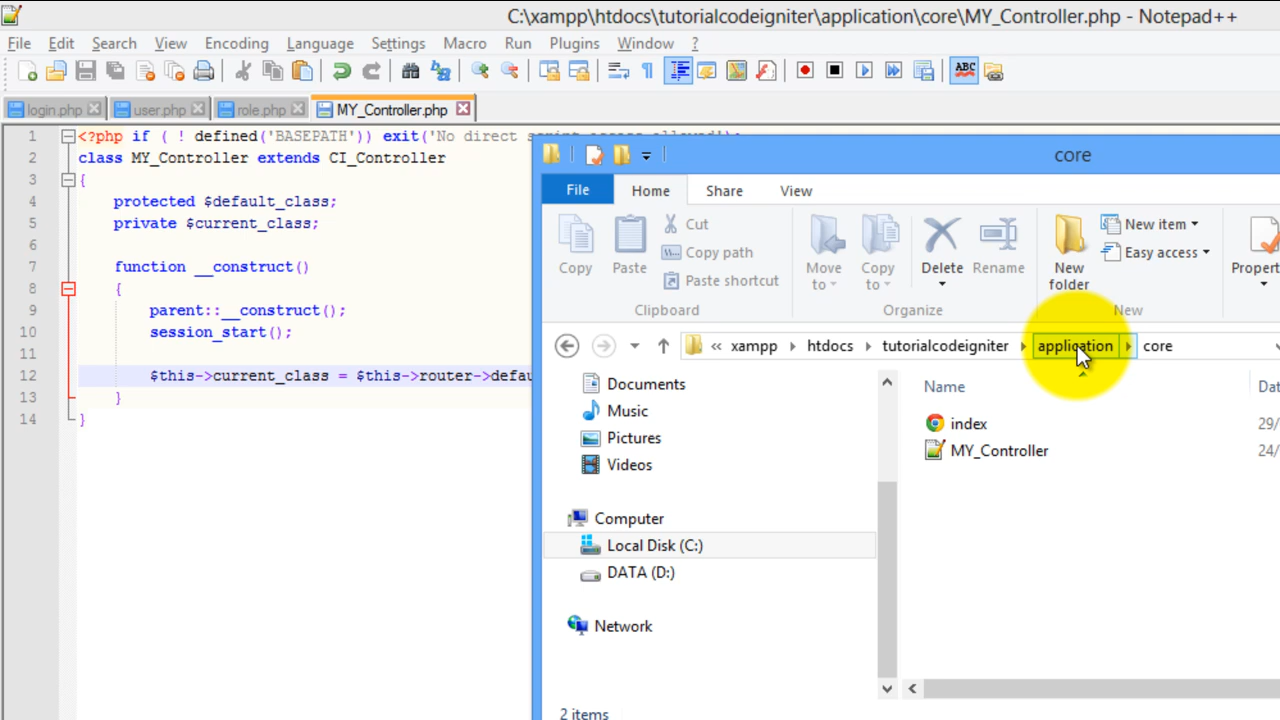 C:\xampp\htdocs\tutorialcodeigniter\application\core\MY_Controller.php - Notepad++
File Edit Search View Encoding Language Settings Macro Run Plugins Window ?
ABC
login.php user.php role.php MY_Controller.php
1 <?php if ( ! defined('BASEPATH')) exit('No direct script access allowed');
2 class MY_Controller extends CI_Controller
3 {
4 protected $default_class;
5 private $current_class;
6
7 function __construct()
8 {
9 parent::__construct();
10 session_start();
11
12 $this->current_class = $this->router->defau
13 }
14 }
core
File Home Share View
Copy
Paste
Cut
Copy path
Paste shortcut
Clipboard
Move to
Copy to
Delete
Rename
Organize
New folder
New item
Easy access
New
Propert
« xampp htdocs tutorialcodeigniter application core
Documents
Music
Pictures
Videos
Computer
Local Disk (C:)
DATA (D:)
Network
Name Dat
index 29/
MY_Controller 24/
2 items